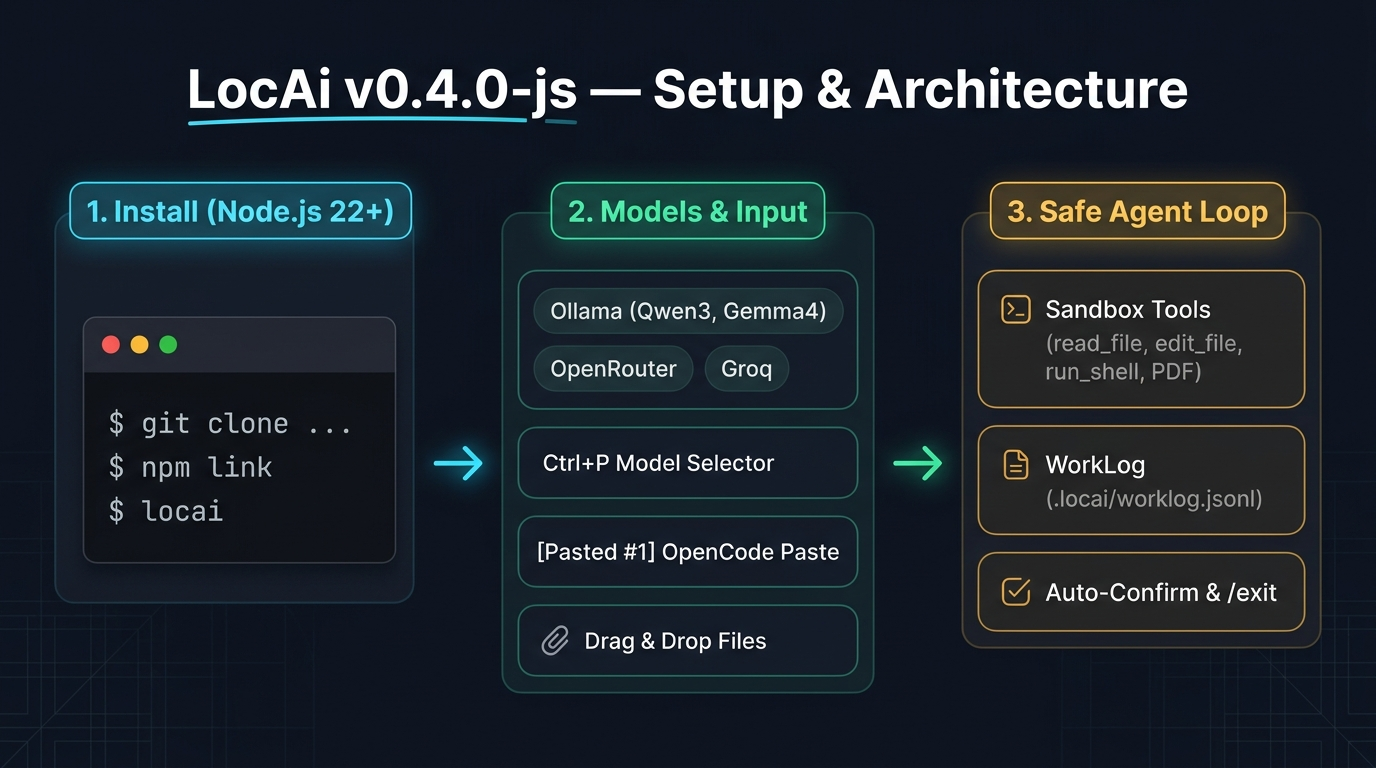 LocAi v0.4.0-js — Setup & Architecture
1. Install (Node.js 22+)
$ git clone ...
$ npm link
$ locai
2. Models & Input
Ollama (Qwen3, Gemma4)
OpenRouter
Groq
Ctrl+P Model Selector
[Pasted #1] OpenCode Paste
Drag & Drop Files
3. Safe Agent Loop
Sandbox Tools
(read_file, edit_file,
run_shell, PDF)
WorkLog
(.locai/worklog.jsonl)
Auto-Confirm & /exit